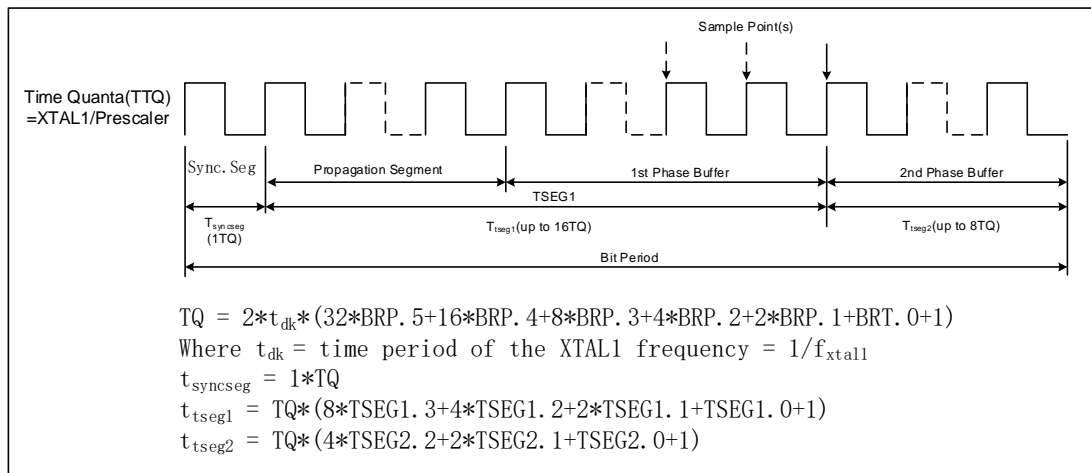 Sample Point(s)
Time Quanta(TTQ)
=XTAL1/Prescaler
Sync.Seg
Propagation Segment
1st Phase Buffer
2nd Phase Buffer
TSEG1
Tsyncseg
(1TQ)
Ttseg1(up to 16TQ)
Ttseg2(up to 8TQ)
Bit Period
TQ = 2*tdk*(32*BRP.5+16*BRP.4+8*BRP.3+4*BRP.2+2*BRP.1+BRT.0+1)
Where tdk = time period of the XTAL1 frequency = 1/fxtal1
tsyncseg = 1*TQ
ttseg1 = TQ*(8*TSEG1.3+4*TSEG1.2+2*TSEG1.1+TSEG1.0+1)
ttseg2 = TQ*(4*TSEG2.2+2*TSEG2.1+TSEG2.0+1)